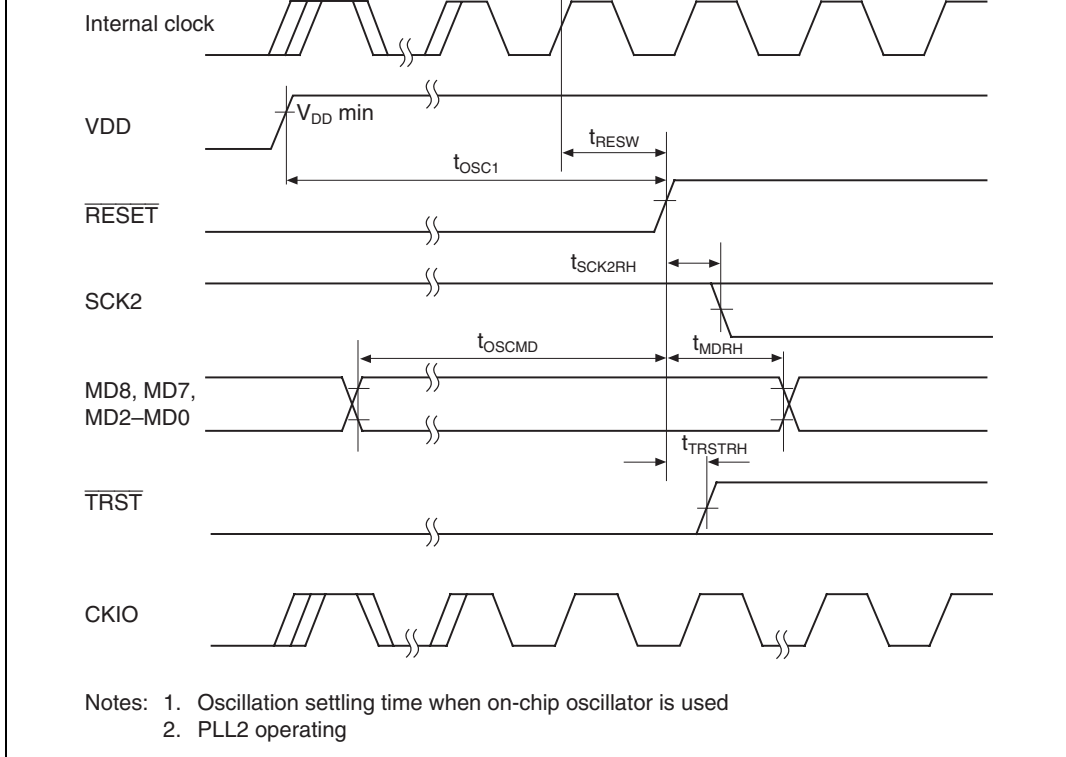 Internal clock
VDD
VDD min
tRESW
tOSC1
RESET
tSCK2RH
SCK2
tOSCMD
tMDRH
MD8, MD7,
MD2–MD0
tTRSTRH
TRST
CKIO
Notes: 1. Oscillation settling time when on-chip oscillator is used
2. PLL2 operating